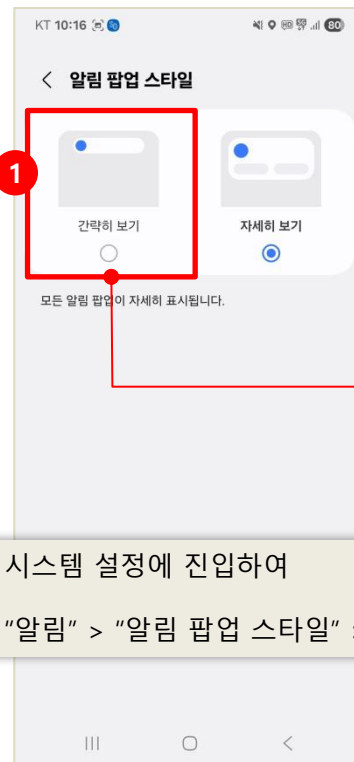 KT 10:16 80
알림 팝업 스타일
1
간략히 보기
자세히 보기
모든 알림 팝업이 자세히 표시됩니다.
시스템 설정에 진입하여
"알림" > "알림 팝업 스타일"